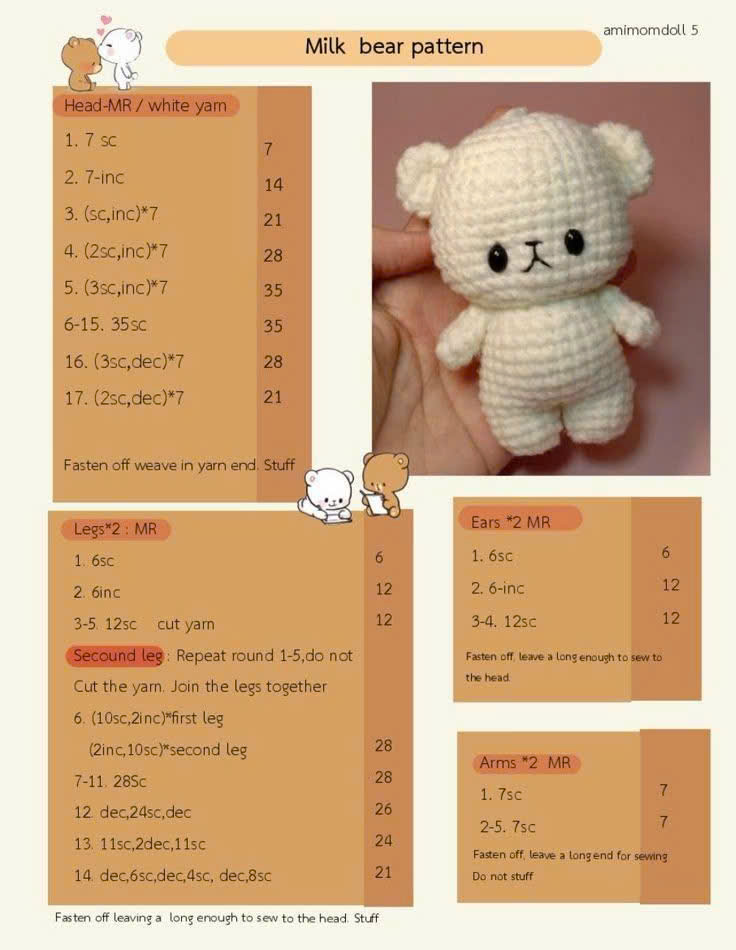 amimomdoll 5
Milk bear pattern
Head-MR / white yarn
1. 7 sc 7
2. 7-inc 14
3. (sc,inc)*7 21
4. (2sc,inc)*7 28
5. (3sc,inc)*7 35
6-15. 35sc 35
16. (3sc,dec)*7 28
17. (2sc,dec)*7 21
Fasten off weave in yarn end. Stuff
Legs*2 : MR
1. 6sc 6
2. 6inc 12
3-5. 12sc cut yarn 12
Secound leg : Repeat round 1-5,do not
Cut the yarn. Join the legs together
6. (10sc,2inc)*first leg
(2inc,10sc)*second leg 28
7-11. 28Sc 28
12. dec,24sc,dec 26
13. 11sc,2dec,11sc 24
14. dec,6sc,dec,4sc, dec,8sc 21
Fasten off leaving a long enough to sew to the head. Stuff
Ears *2 MR
1. 6sc 6
2. 6-inc 12
3-4. 12sc 12
Fasten off, leave a long enough to sew to
the head.
Arms *2 MR
1. 7sc 7
2-5. 7sc 7
Fasten off, leave a long end for sewing
Do not stuff